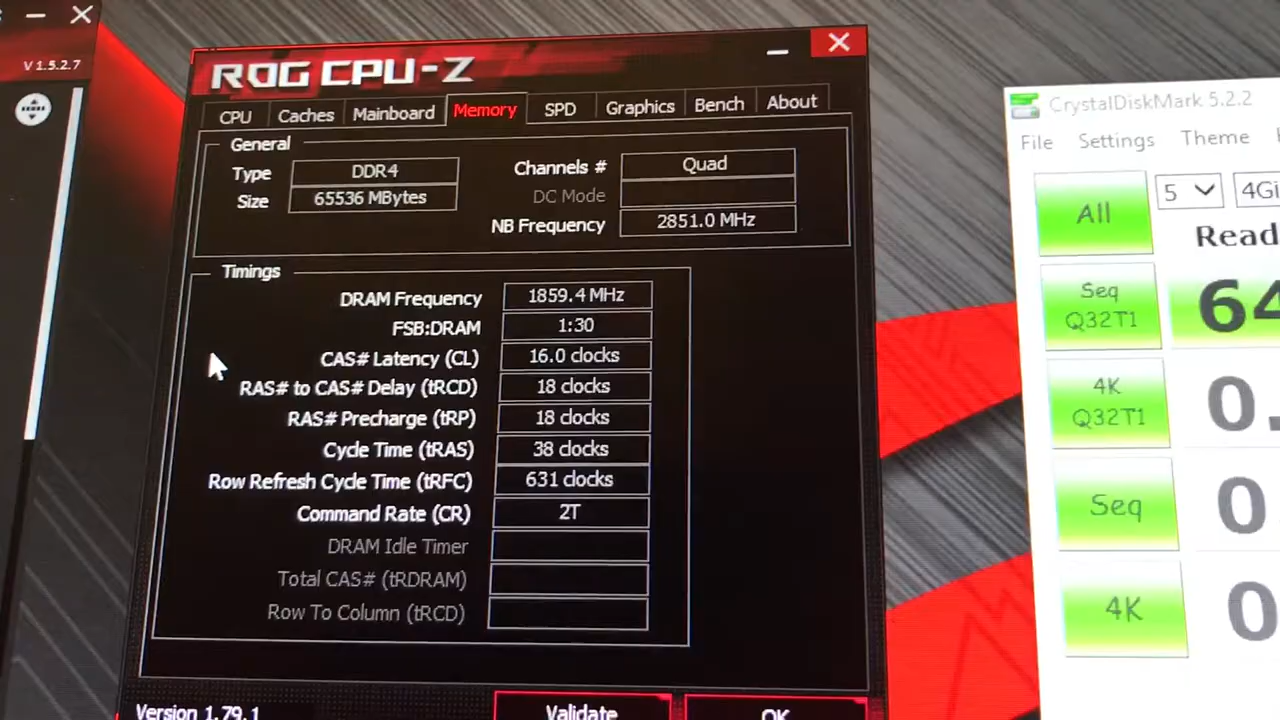 V 1.5.2.7
ROG CPU-Z
CPU Caches Mainboard Memory SPD Graphics Bench About
General
Type DDR4
Size 65536 MBytes
Channels # Quad
DC Mode
NB Frequency 2851.0 MHz
Timings
DRAM Frequency 1859.4 MHz
FSB:DRAM 1:30
CAS# Latency (CL) 16.0 clocks
RAS# to CAS# Delay (tRCD) 18 clocks
RAS# Precharge (tRP) 18 clocks
Cycle Time (tRAS) 38 clocks
Row Refresh Cycle Time (tRFC) 631 clocks
Command Rate (CR) 2T
DRAM Idle Timer
Total CAS# (tRDRAM)
Row To Column (tRCD)
Version 1.79.1
Validate
OK
CrystalDiskMark 5.2.2
File Settings Theme
All 5 4Gi
Read
Seq
Q32T1
64
4K
Q32T1
0.
Seq 0
4K 0